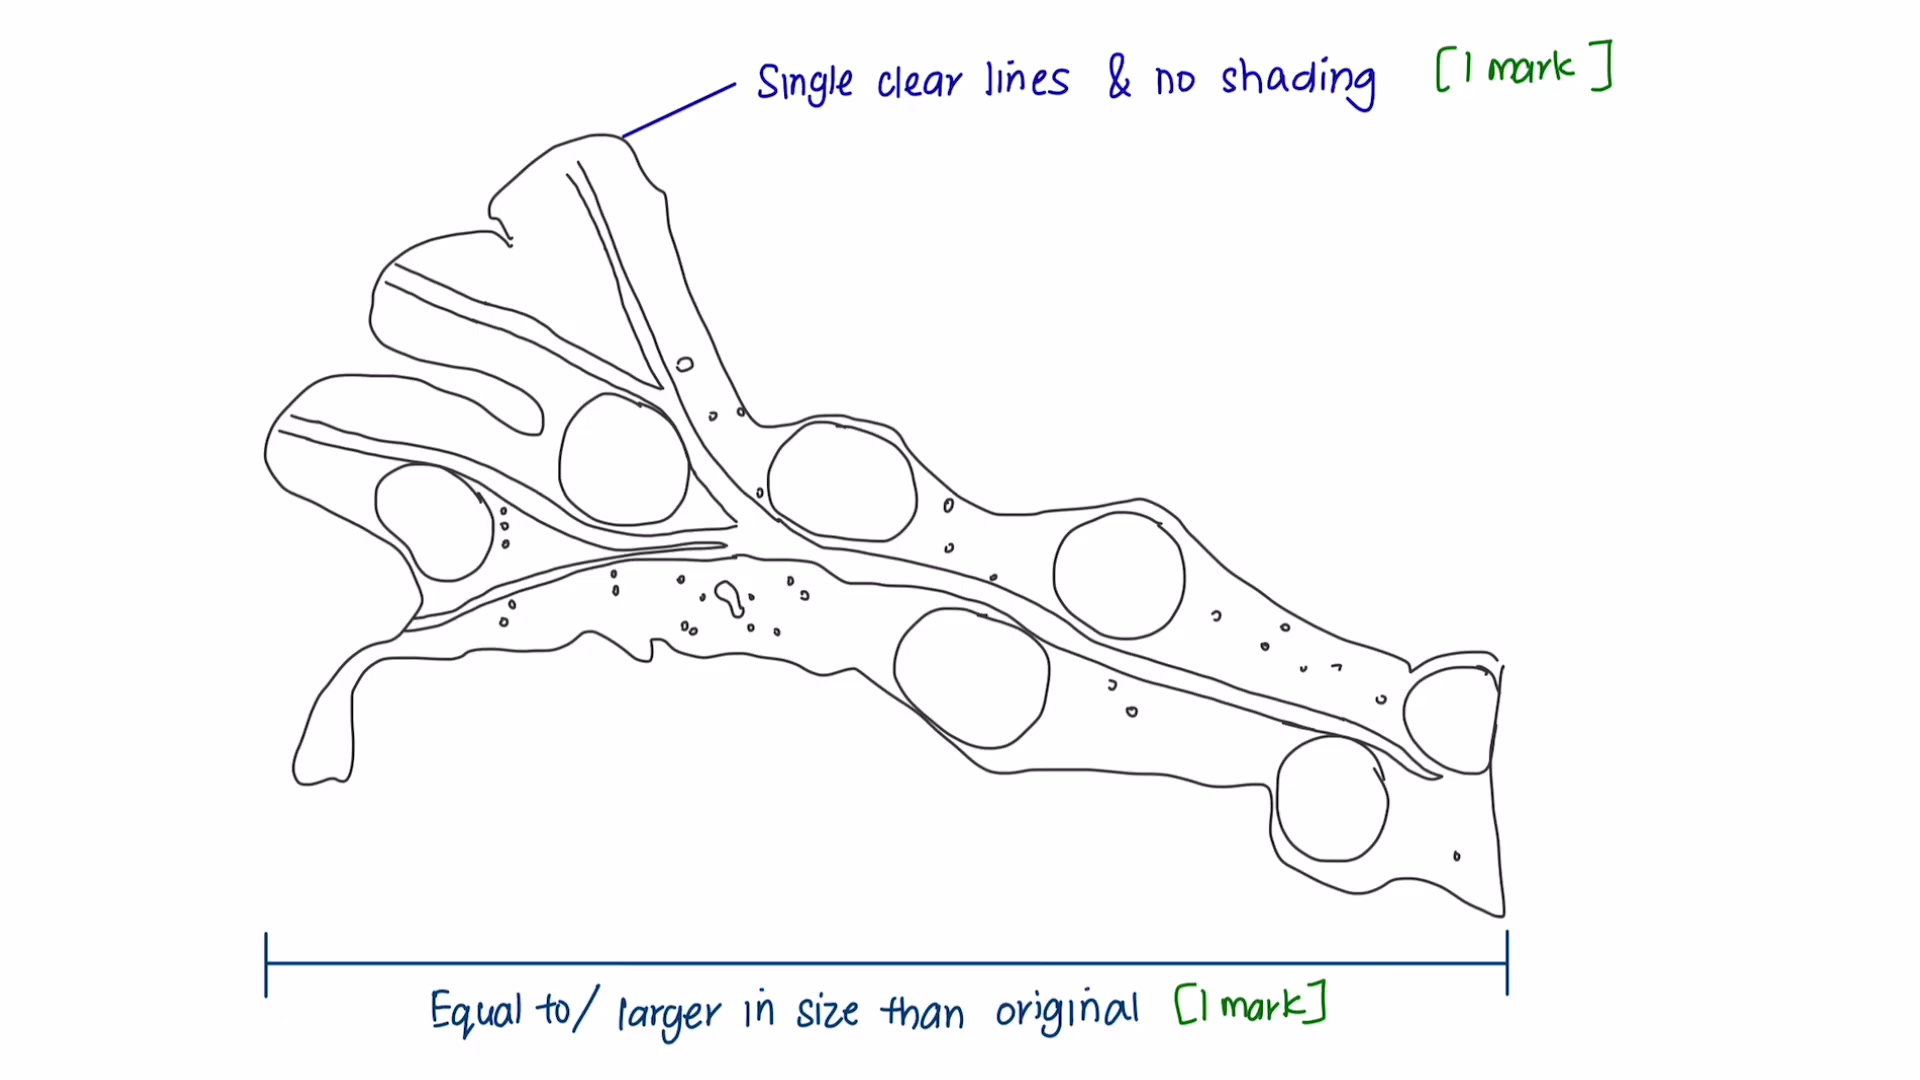 Single clear lines & no shading [1 mark]
Equal to/ larger in size than original [1 mark]